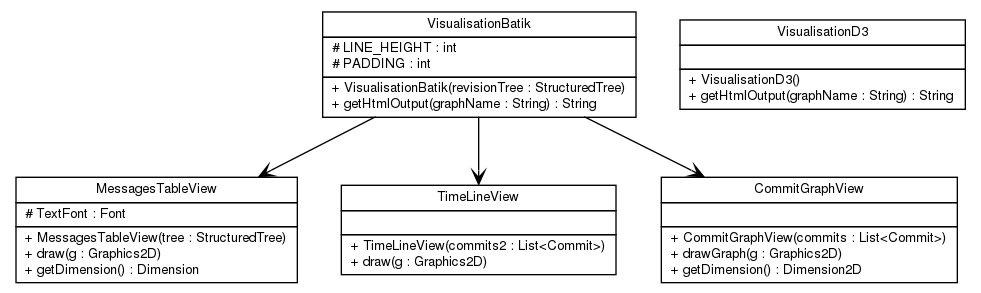 VisualisationBatik
# LINE_HEIGHT : int
# PADDING : int
+ VisualisationBatik(revisionTree : StructuredTree)
+ getHtmlOutput(graphName : String) : String
VisualisationD3
+ VisualisationD3()
+ getHtmlOutput(graphName : String) : String
MessagesTableView
# TextFont : Font
+ MessagesTableView(tree : StructuredTree)
+ draw(g : Graphics2D)
+ getDimension() : Dimension
TimeLineView
+ TimeLineView(commits2 : List<Commit>)
+ draw(g : Graphics2D)
CommitGraphView
+ CommitGraphView(commits : List<Commit>)
+ drawGraph(g : Graphics2D)
+ getDimension() : Dimension2D